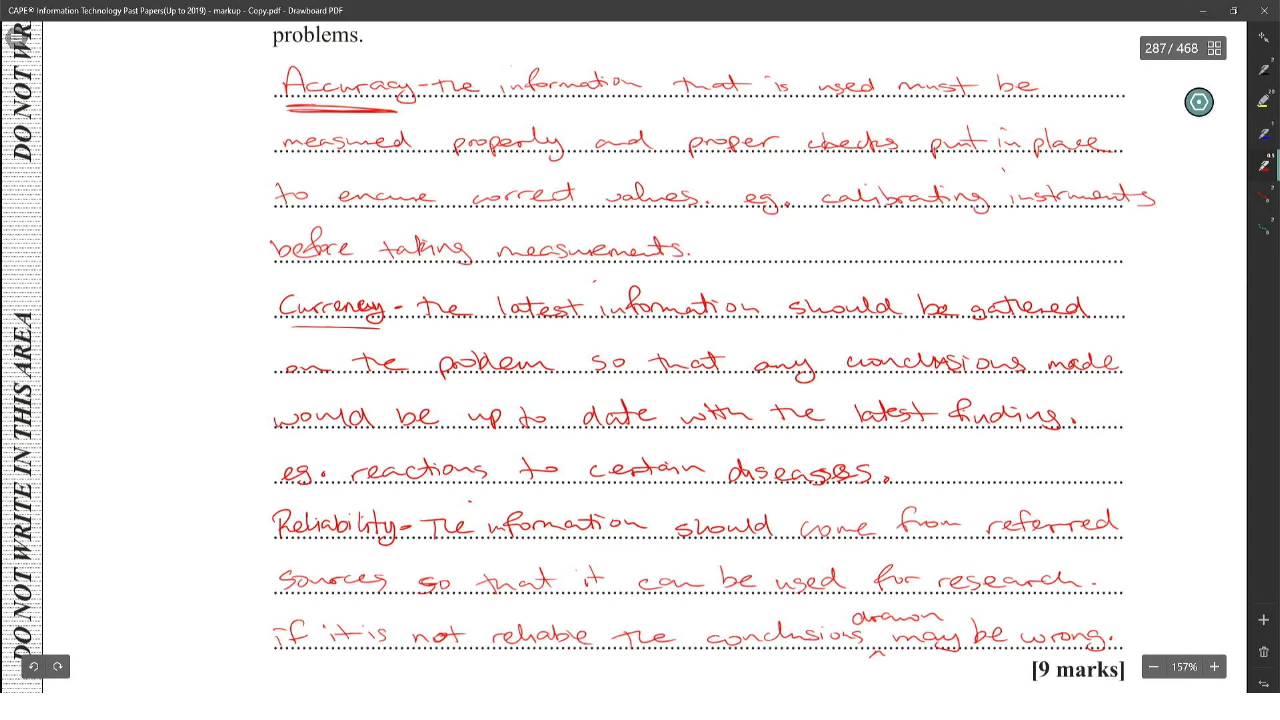 CAPE® Information Technology Past Papers(Up to 2019) - markup - Copy.pdf - Drawboard PDF
problems.
287 / 468
Accuracy - the information that is used must be
measured properly and proper checks put in place
to ensure correct values. eg. calibrating instruments
before taking measurements.
Currency - the latest information should be gathered
on the problem so that any conclusions made
would be up to date with the latest finding.
eg. reactions to certain diseases.
Reliability - The information should come from referred
sources so that it can be used for research.
if it is not reliable the conclusions drawn may be wrong.
[9 marks]
157%
DO NOT WRITE IN THIS AREA
DO NOT WR